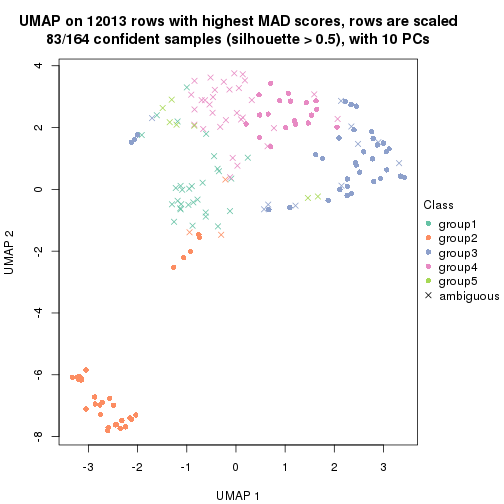 UMAP on 12013 rows with highest MAD scores, rows are scaled
83/164 confident samples (silhouette > 0.5), with 10 PCs
4
2
0
-2
-4
-6
-8
UMAP 2
-3
-2
-1
0
1
2
3
UMAP 1
Class
group1
group2
group3
group4
group5
ambiguous